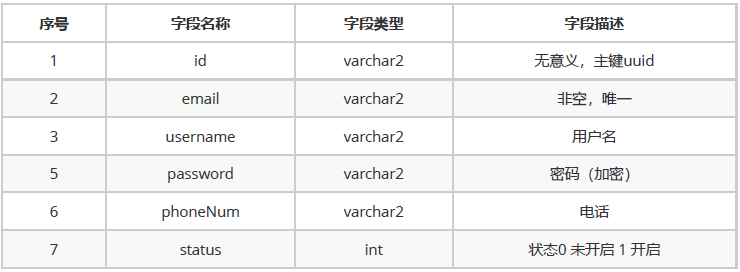 序号 字段名称 字段类型 字段描述
1 id varchar2 无意义，主键uuid
2 email varchar2 非空，唯一
3 username varchar2 用户名
5 password varchar2 密码（加密）
6 phoneNum varchar2 电话
7 status int 状态0 未开启 1 开启